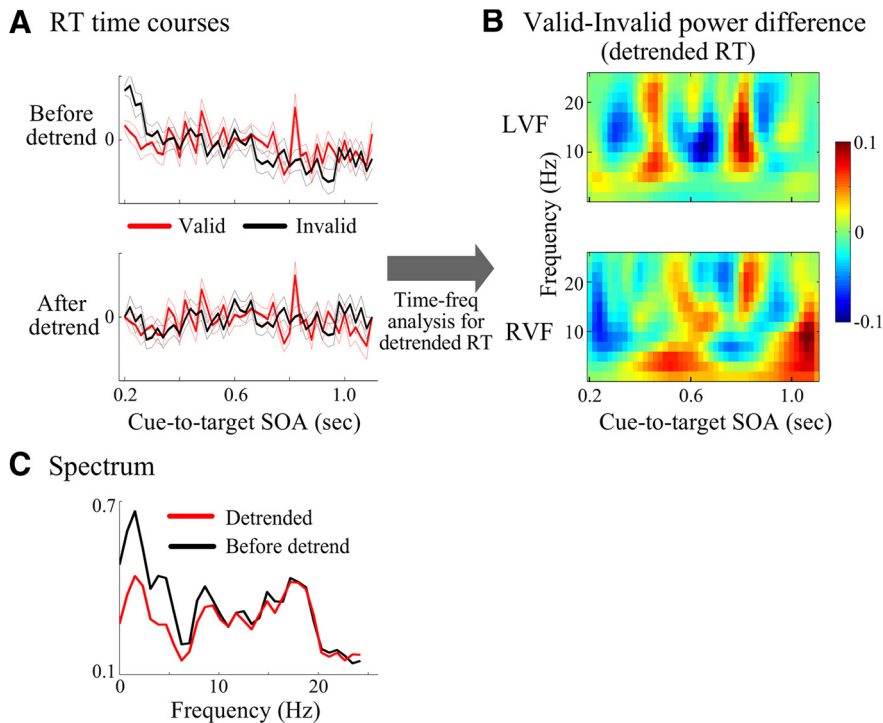 A RT time courses
Before detrend
0
Valid Invalid
After detrend
0
0.2 0.6 1.0
Cue-to-target SOA (sec)
Time-freq analysis for detrended RT
B Valid-Invalid power difference
(detrended RT)
LVF
20
10
Frequency (Hz)
RVF
20
10
0.2 0.6 1.0
Cue-to-target SOA (sec)
0.1
0
-0.1
C Spectrum
0.7
Detrended
Before detrend
0.1
0 20
Frequency (Hz)